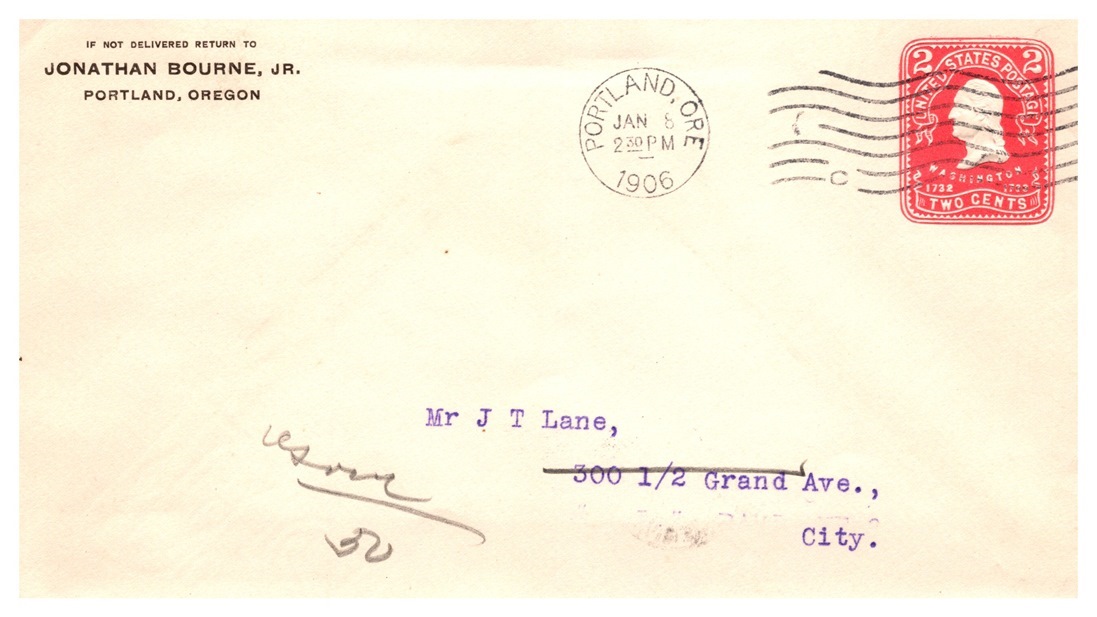 IF NOT DELIVERED RETURN TO
JONATHAN BOURNE, JR.
PORTLAND, OREGON
PORTLAND, ORE
JAN 8
2 30 PM
1906
C
2 2
UNITED STATES POSTAGE
WASHINGTON
1732
TWO CENTS
Mr J T Lane,
300 1/2 Grand Ave.,
City.